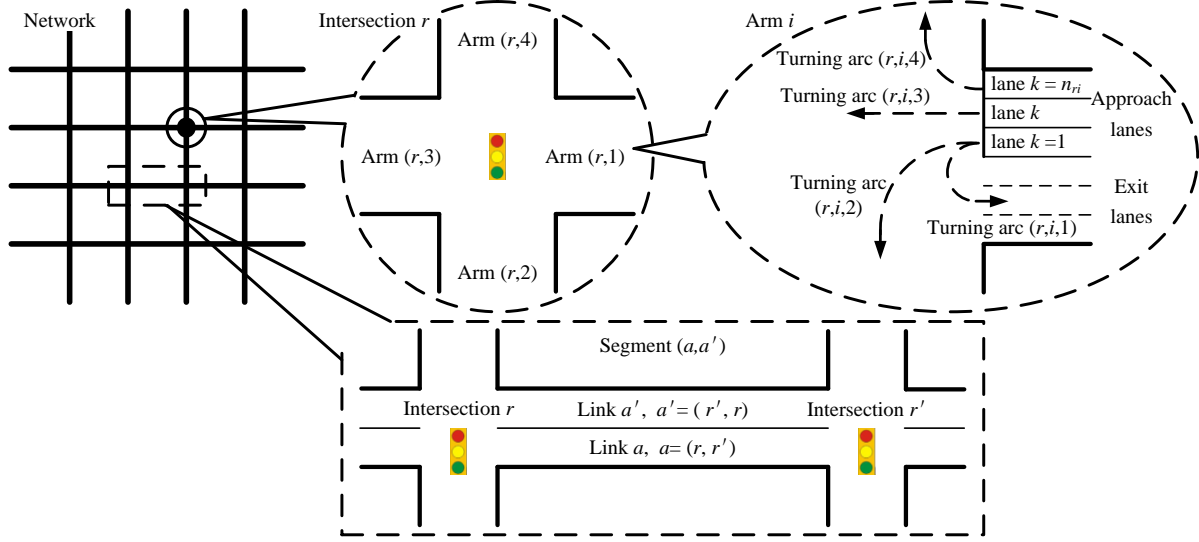 Network
Intersection r
Arm (r,4)
Arm (r,3)
Arm (r,1)
Arm (r,2)
Arm i
Turning arc (r,i,4)
Turning arc (r,i,3)
Turning arc
(r,i,2)
Turning arc (r,i,1)
lane k = nri
lane k
lane k =1
Approach
lanes
Exit
lanes
Segment (a,a′)
Intersection r
Link a′, a′= ( r′, r)
Intersection r′
Link a, a= (r, r′)